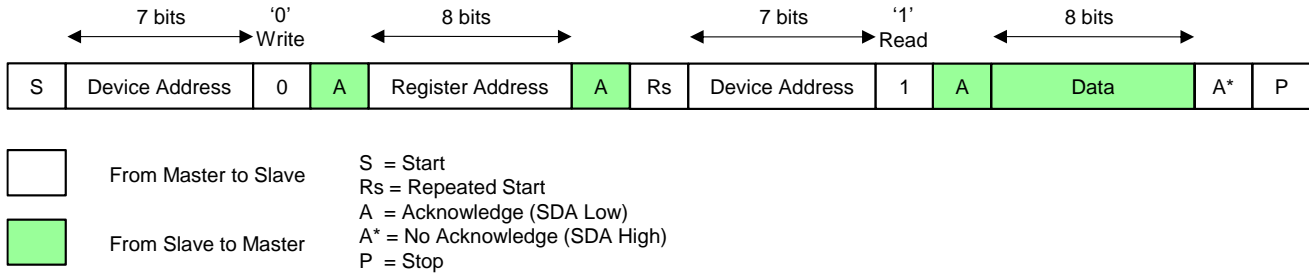 7 bits ‘0’ 8 bits 7 bits ‘1’ 8 bits
Write Read
S Device Address 0 A Register Address A Rs Device Address 1 A Data A* P
From Master to Slave
From Slave to Master
S = Start
Rs = Repeated Start
A = Acknowledge (SDA Low)
A* = No Acknowledge (SDA High)
P = Stop